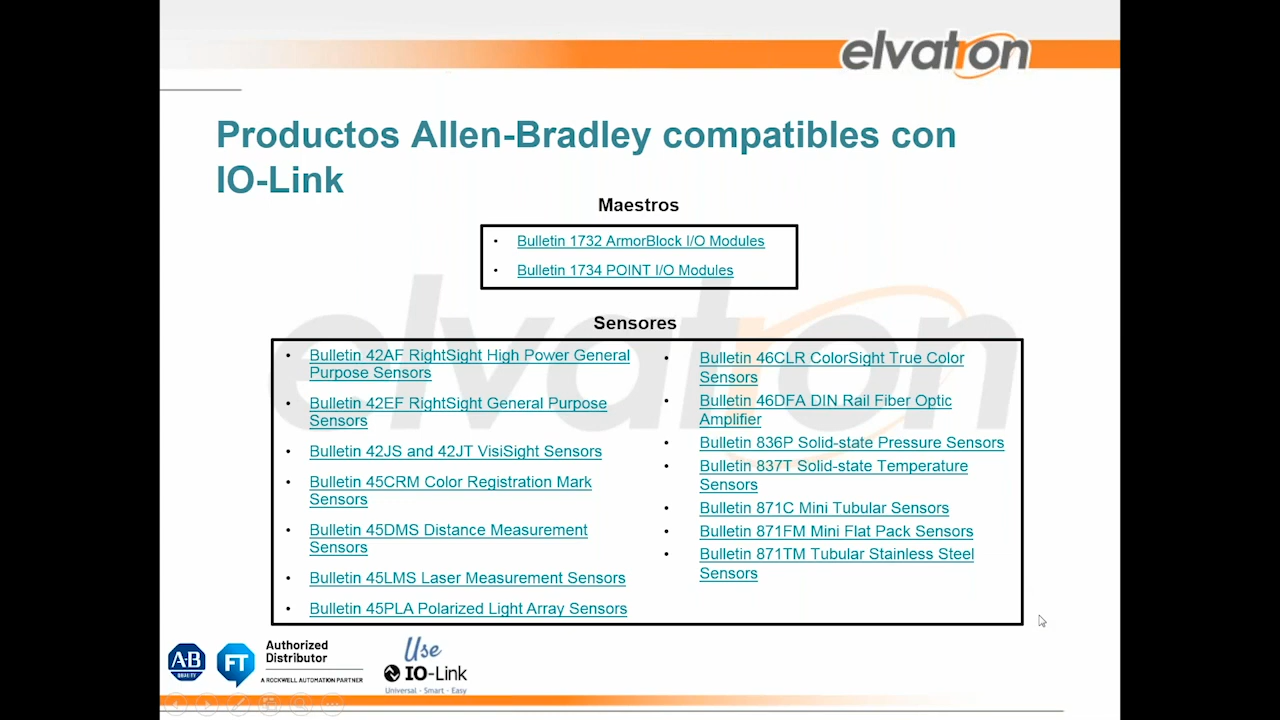 elvatron
Productos Allen-Bradley compatibles con
IO-Link
Maestros
• Bulletin 1732 ArmorBlock I/O Modules
• Bulletin 1734 POINT I/O Modules
elvatron
Sensores
• Bulletin 42AF RightSight High Power General
Purpose Sensors
• Bulletin 42EF RightSight General Purpose
Sensors
• Bulletin 42JS and 42JT VisiSight Sensors
• Bulletin 45CRM Color Registration Mark
Sensors
• Bulletin 45DMS Distance Measurement
Sensors
• Bulletin 45LMS Laser Measurement Sensors
• Bulletin 45PLA Polarized Light Array Sensors
• Bulletin 46CLR ColorSight True Color
Sensors
• Bulletin 46DFA DIN Rail Fiber Optic
Amplifier
• Bulletin 836P Solid-state Pressure Sensors
• Bulletin 837T Solid-state Temperature
Sensors
• Bulletin 871C Mini Tubular Sensors
• Bulletin 871FM Mini Flat Pack Sensors
• Bulletin 871TM Tubular Stainless Steel
Sensors
AB
QUALITY
FT
Authorized
Distributor
A ROCKWELL AUTOMATION PARTNER
Use
IO-Link
Universal - Smart - Easy